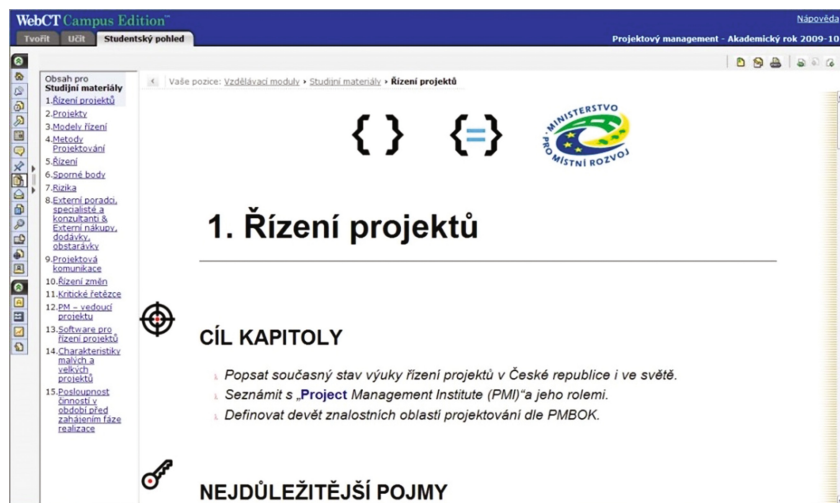 WebCT Campus Edition™
Nápověda
Tvořit Učit Studentský pohled
Projektový management - Akademický rok 2009-10
Obsah pro
Studijní materiály
1.Řízení projektů
2.Projekty
3.Modely řízení
4.Metody
Projektování
5.Řízení
6.Sporné body
7.Rizika
8.Externí poradci,
specialisté a
konzultanti &
Externí nákupy,
dodávky,
obstarávky
9.Projektová
komunikace
10.Řízení změn
11.Kritické řetězce
12.PM – vedoucí
projektu
13.Software pro
řízení projektů
14.Charakteristiky
malých a
velkých
projektů
15.Posloupnost
činností v
období před
zahájením fáze
realizace
Vaše pozice: Vzdělávací moduly › Studijní materiály › Řízení projektů
{ } {=}
MINISTERSTVO
PRO MÍSTNÍ ROZVOJ
1. Řízení projektů
CÍL KAPITOLY
Popsat současný stav výuky řízení projektů v České republice i ve světě.
Seznámit s „Project Management Institute (PMI)“a jeho rolemi.
Definovat devět znalostních oblastí projektování dle PMBOK.
NEJDŮLEŽITĚJŠÍ POJMY